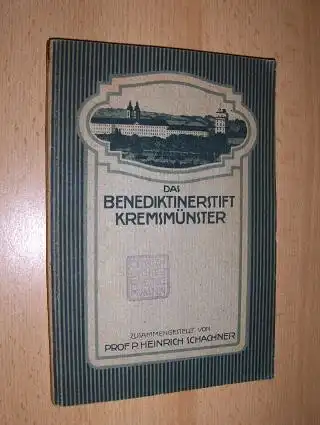 DAS
BENEDIKTINERSTIFT
KREMSMÜNSTER
ZUSAMMENGESTELLT VON
PROF. P. HEINRICH SCHACHNER